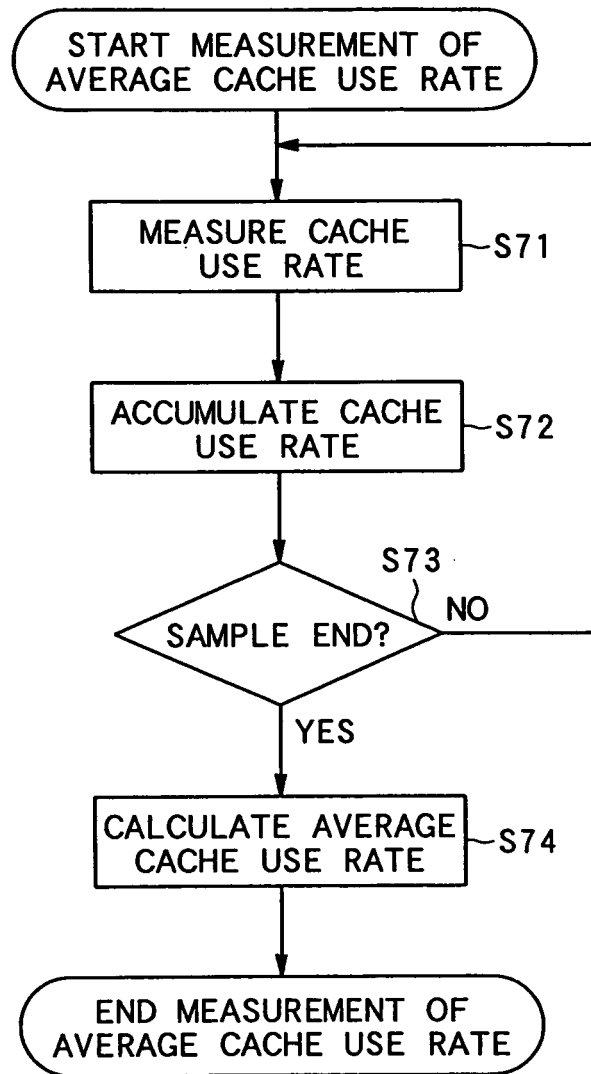 START MEASUREMENT OF
AVERAGE CACHE USE RATE
MEASURE CACHE
USE RATE
S71
ACCUMULATE CACHE
USE RATE
S72
S73
SAMPLE END?
NO
YES
CALCULATE AVERAGE
CACHE USE RATE
S74
END MEASUREMENT OF
AVERAGE CACHE USE RATE